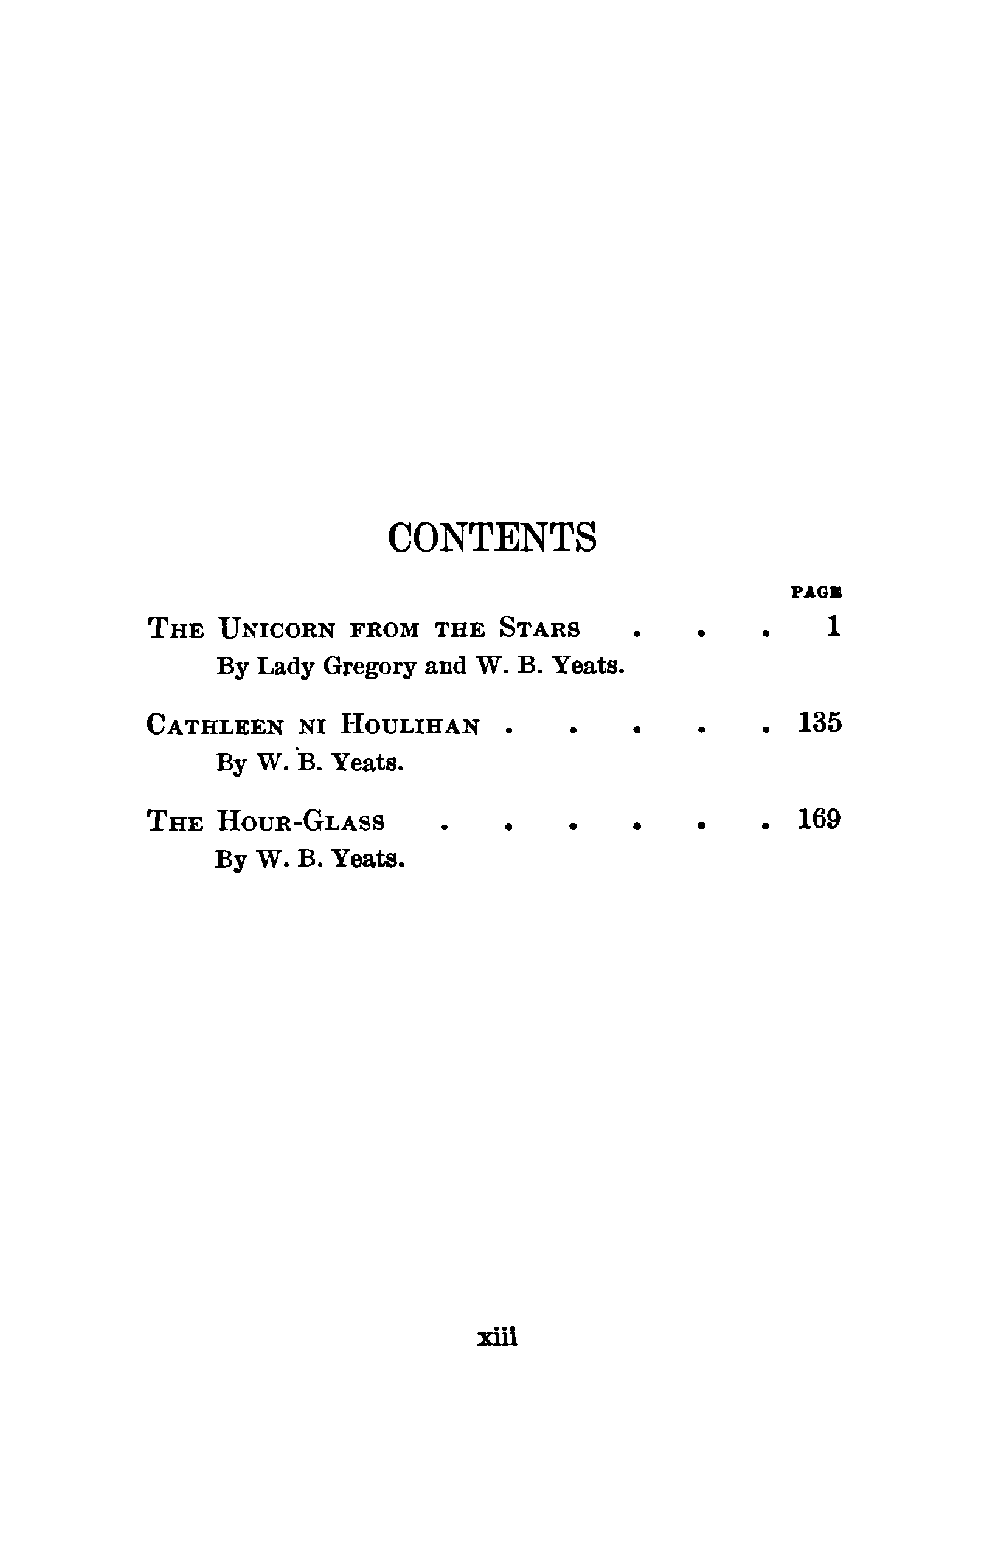 CONTENTS
PAGE
THE UNICORN FROM THE STARS . . . 1
By Lady Gregory and W. B. Yeats.
CATHLEEN NI HOULIHAN . . . . . 135
By W. B. Yeats.
THE HOUR-GLASS . . . . . . 169
By W. B. Yeats.
xiii